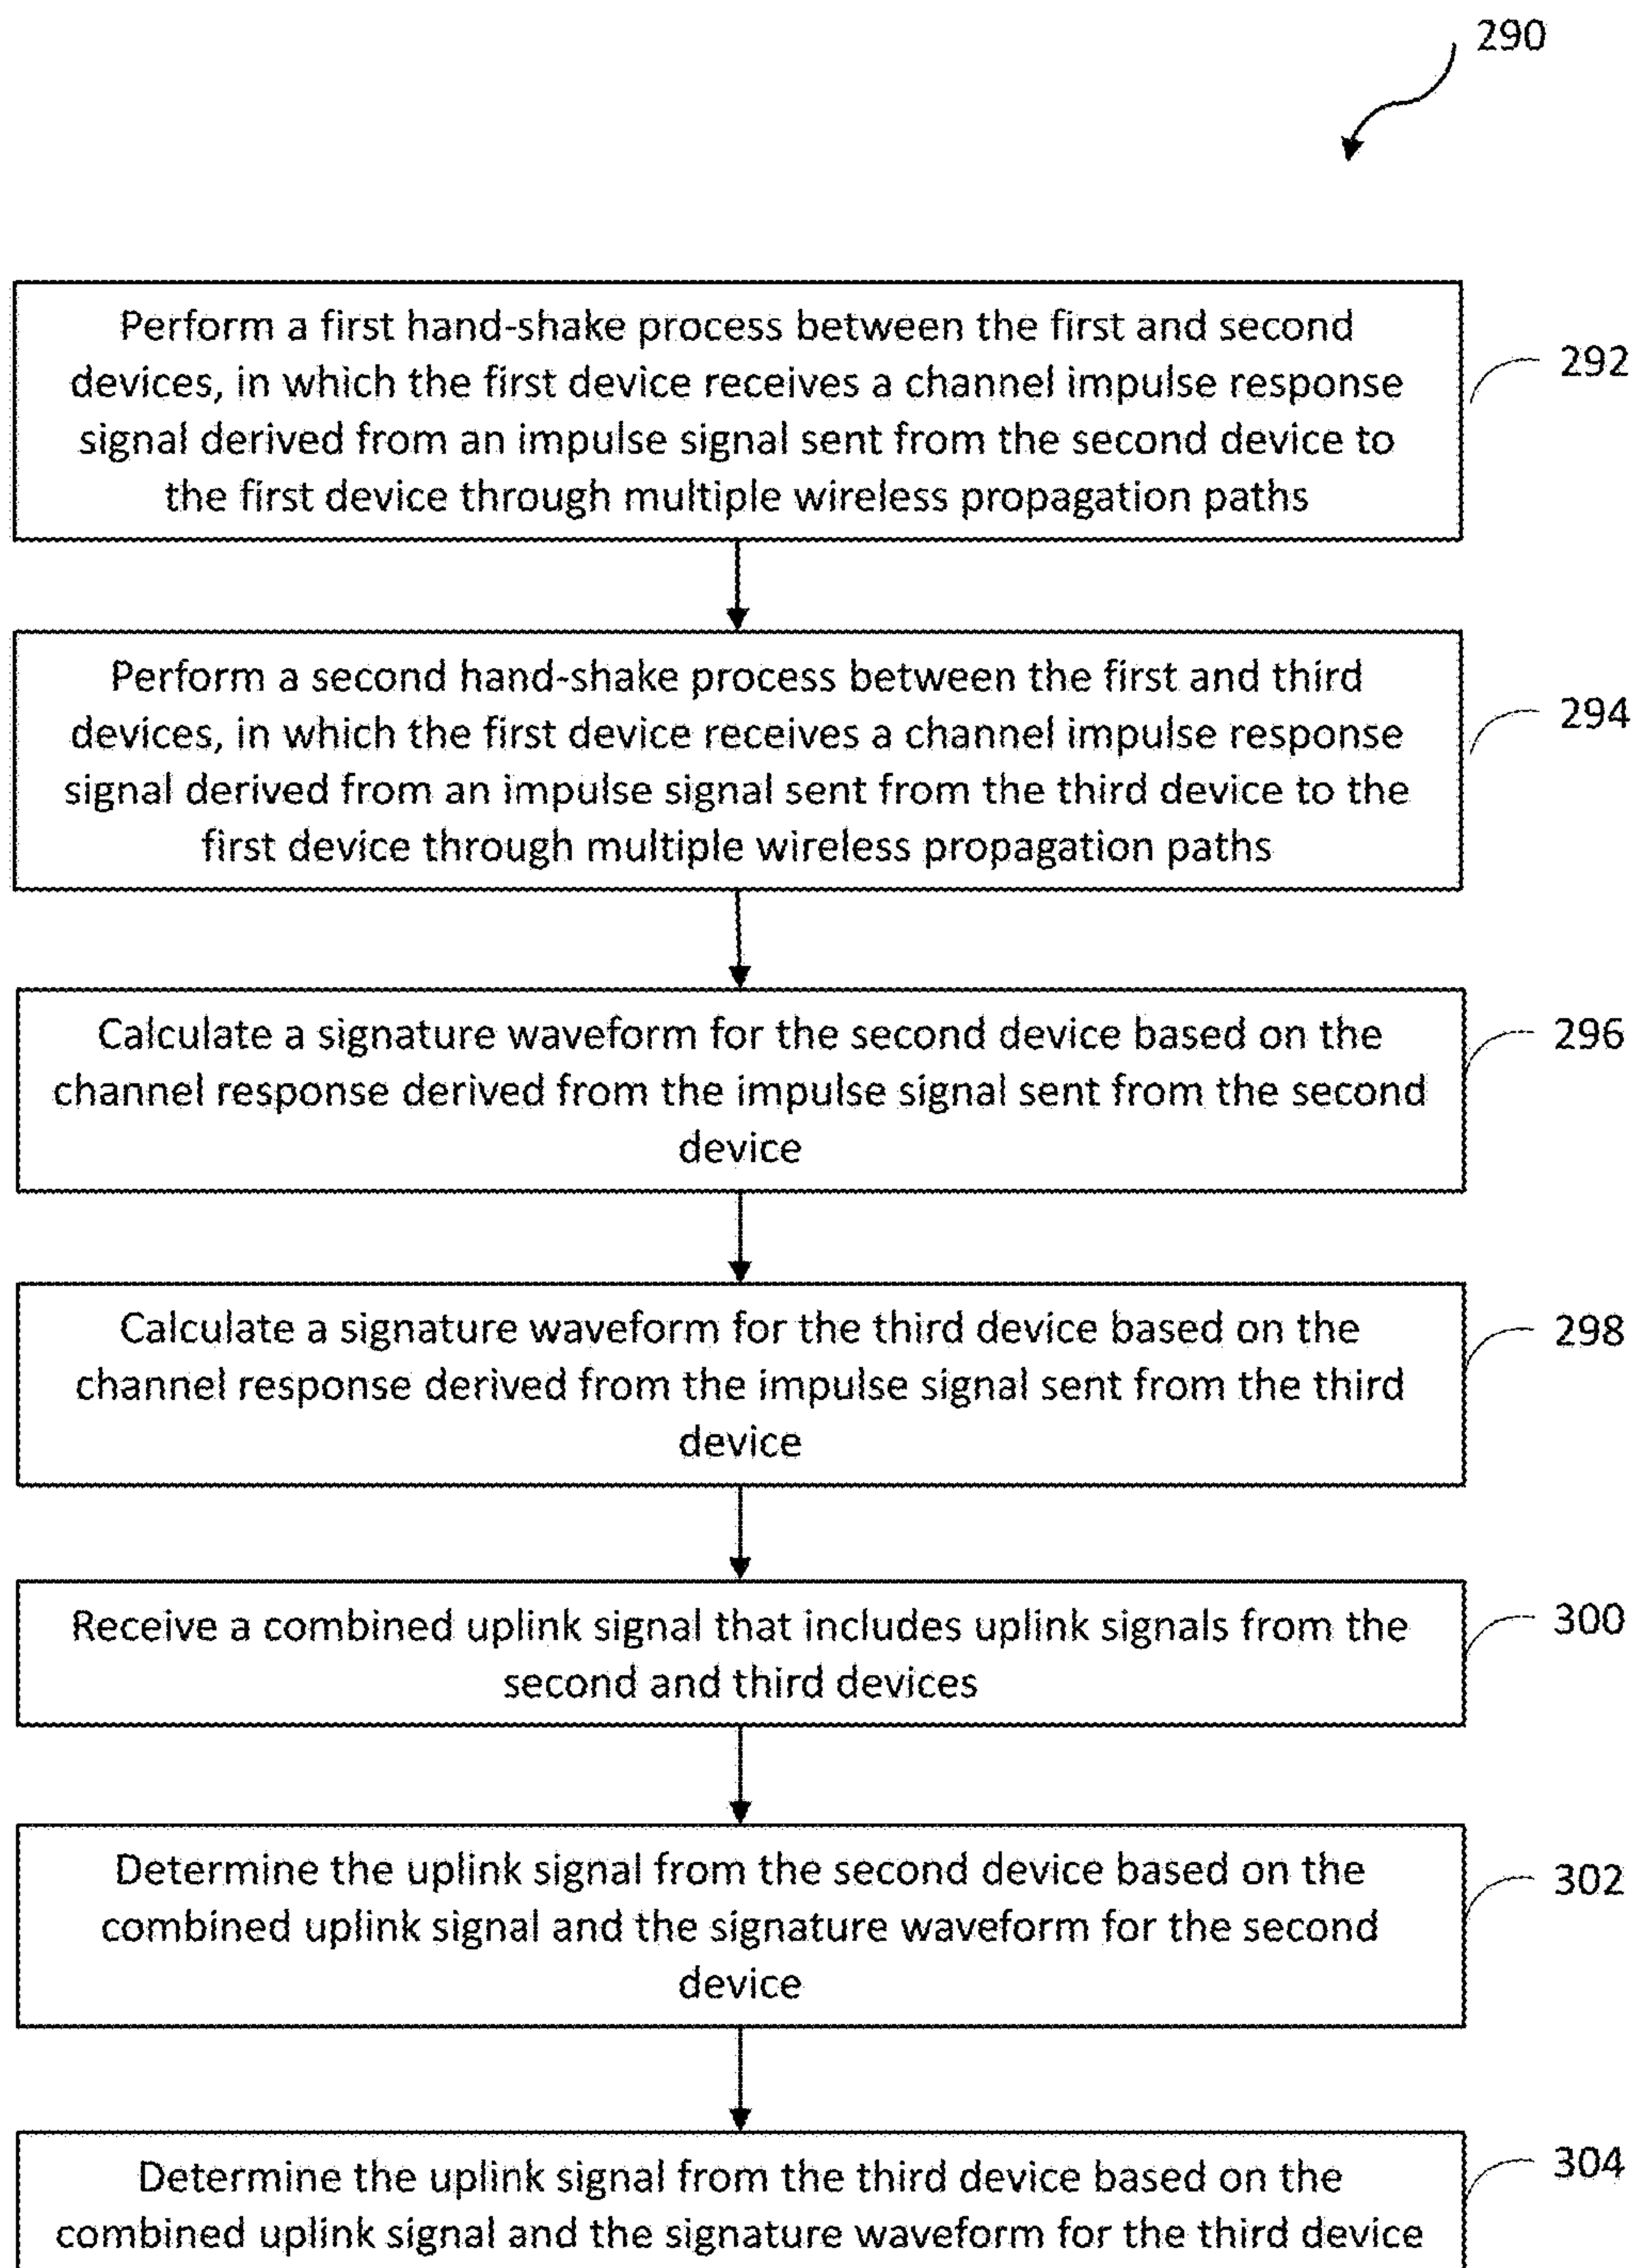 290
Perform a first hand-shake process between the first and second
devices, in which the first device receives a channel impulse response
signal derived from an impulse signal sent from the second device to
the first device through multiple wireless propagation paths
292
Perform a second hand-shake process between the first and third
devices, in which the first device receives a channel impulse response
signal derived from an impulse signal sent from the third device to the
first device through multiple wireless propagation paths
294
Calculate a signature waveform for the second device based on the
channel response derived from the impulse signal sent from the second
device
296
Calculate a signature waveform for the third device based on the
channel response derived from the impulse signal sent from the third
device
298
Receive a combined uplink signal that includes uplink signals from the
second and third devices
300
Determine the uplink signal from the second device based on the
combined uplink signal and the signature waveform for the second
device
302
Determine the uplink signal from the third device based on the
combined uplink signal and the signature waveform for the third device
304